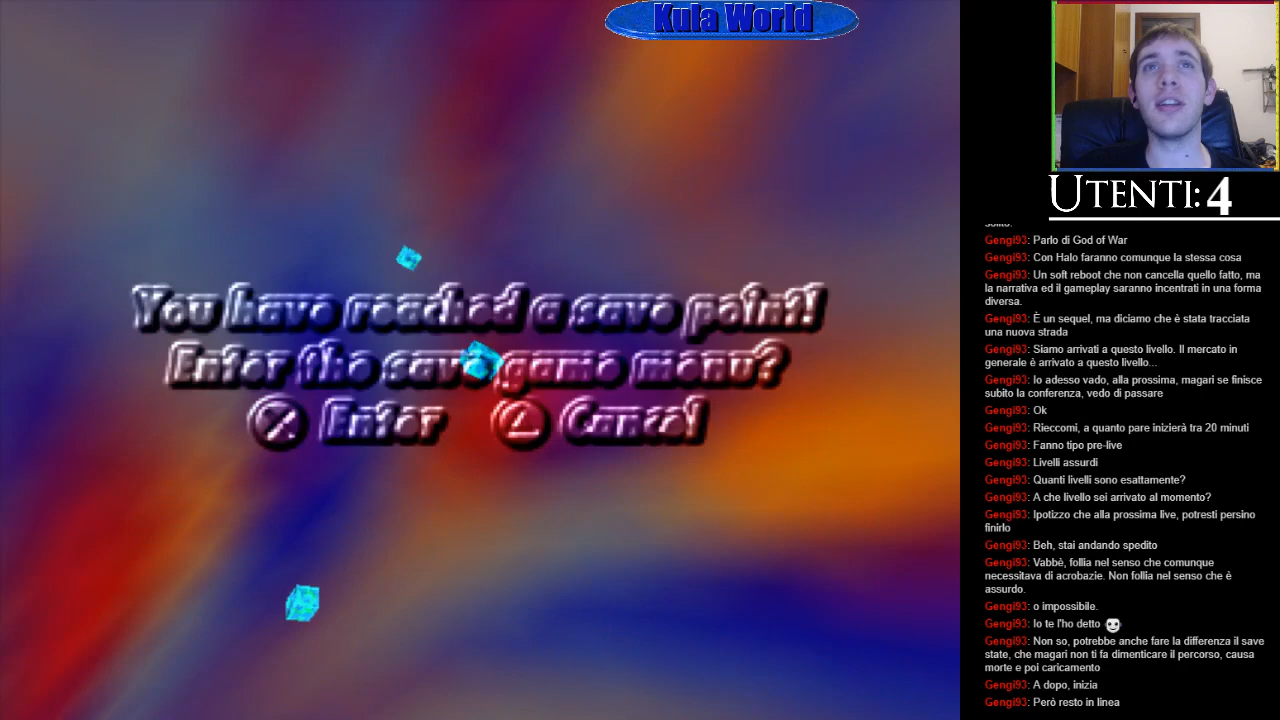 Kula World
You have reached a save point!
Enter the save game menu?
Enter Cancel
UTENTI: 4
solito.
Gengi93: Parlo di God of War
Gengi93: Con Halo faranno comunque la stessa cosa
Gengi93: Un soft reboot che non cancella quello fatto, ma
la narrativa ed il gameplay saranno incentrati in una forma
diversa.
Gengi93: È un sequel, ma diciamo che è stata tracciata
una nuova strada
Gengi93: Siamo arrivati a questo livello. Il mercato in
generale è arrivato a questo livello...
Gengi93: Io adesso vado, alla prossima, magari se finisce
subito la conferenza, vedo di passare
Gengi93: Ok
Gengi93: Rieccomi, a quanto pare inizierà tra 20 minuti
Gengi93: Fanno tipo pre-live
Gengi93: Livelli assurdi
Gengi93: Quanti livelli sono esattamente?
Gengi93: A che livello sei arrivato al momento?
Gengi93: Ipotizzo che alla prossima live, potresti persino
finirlo
Gengi93: Beh, stai andando spedito
Gengi93: Vabbè, follia nel senso che comunque
necessitava di acrobazie. Non follia nel senso che è
assurdo.
Gengi93: o impossibile.
Gengi93: Io te l'ho detto
Gengi93: Non so, potrebbe anche fare la differenza il save
state, che magari non ti fa dimenticare il percorso, causa
morte e poi caricamento
Gengi93: A dopo, inizia
Gengi93: Però resto in linea